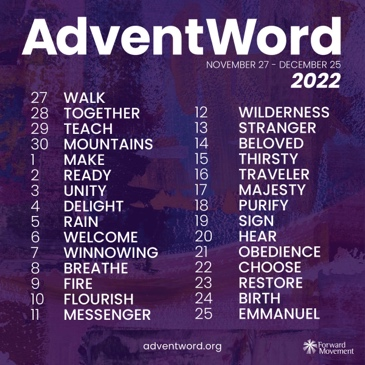 AdventWord
NOVEMBER 27 - DECEMBER 25
2022
27 WALK
28 TOGETHER
29 TEACH
30 MOUNTAINS
1 MAKE
2 READY
3 UNITY
4 DELIGHT
5 RAIN
6 WELCOME
7 WINNOWING
8 BREATHE
9 FIRE
10 FLOURISH
11 MESSENGER
12 WILDERNESS
13 STRANGER
14 BELOVED
15 THIRSTY
16 TRAVELER
17 MAJESTY
18 PURIFY
19 SIGN
20 HEAR
21 OBEDIENCE
22 CHOOSE
23 RESTORE
24 BIRTH
25 EMMANUEL
adventword.org
Forward
Movement